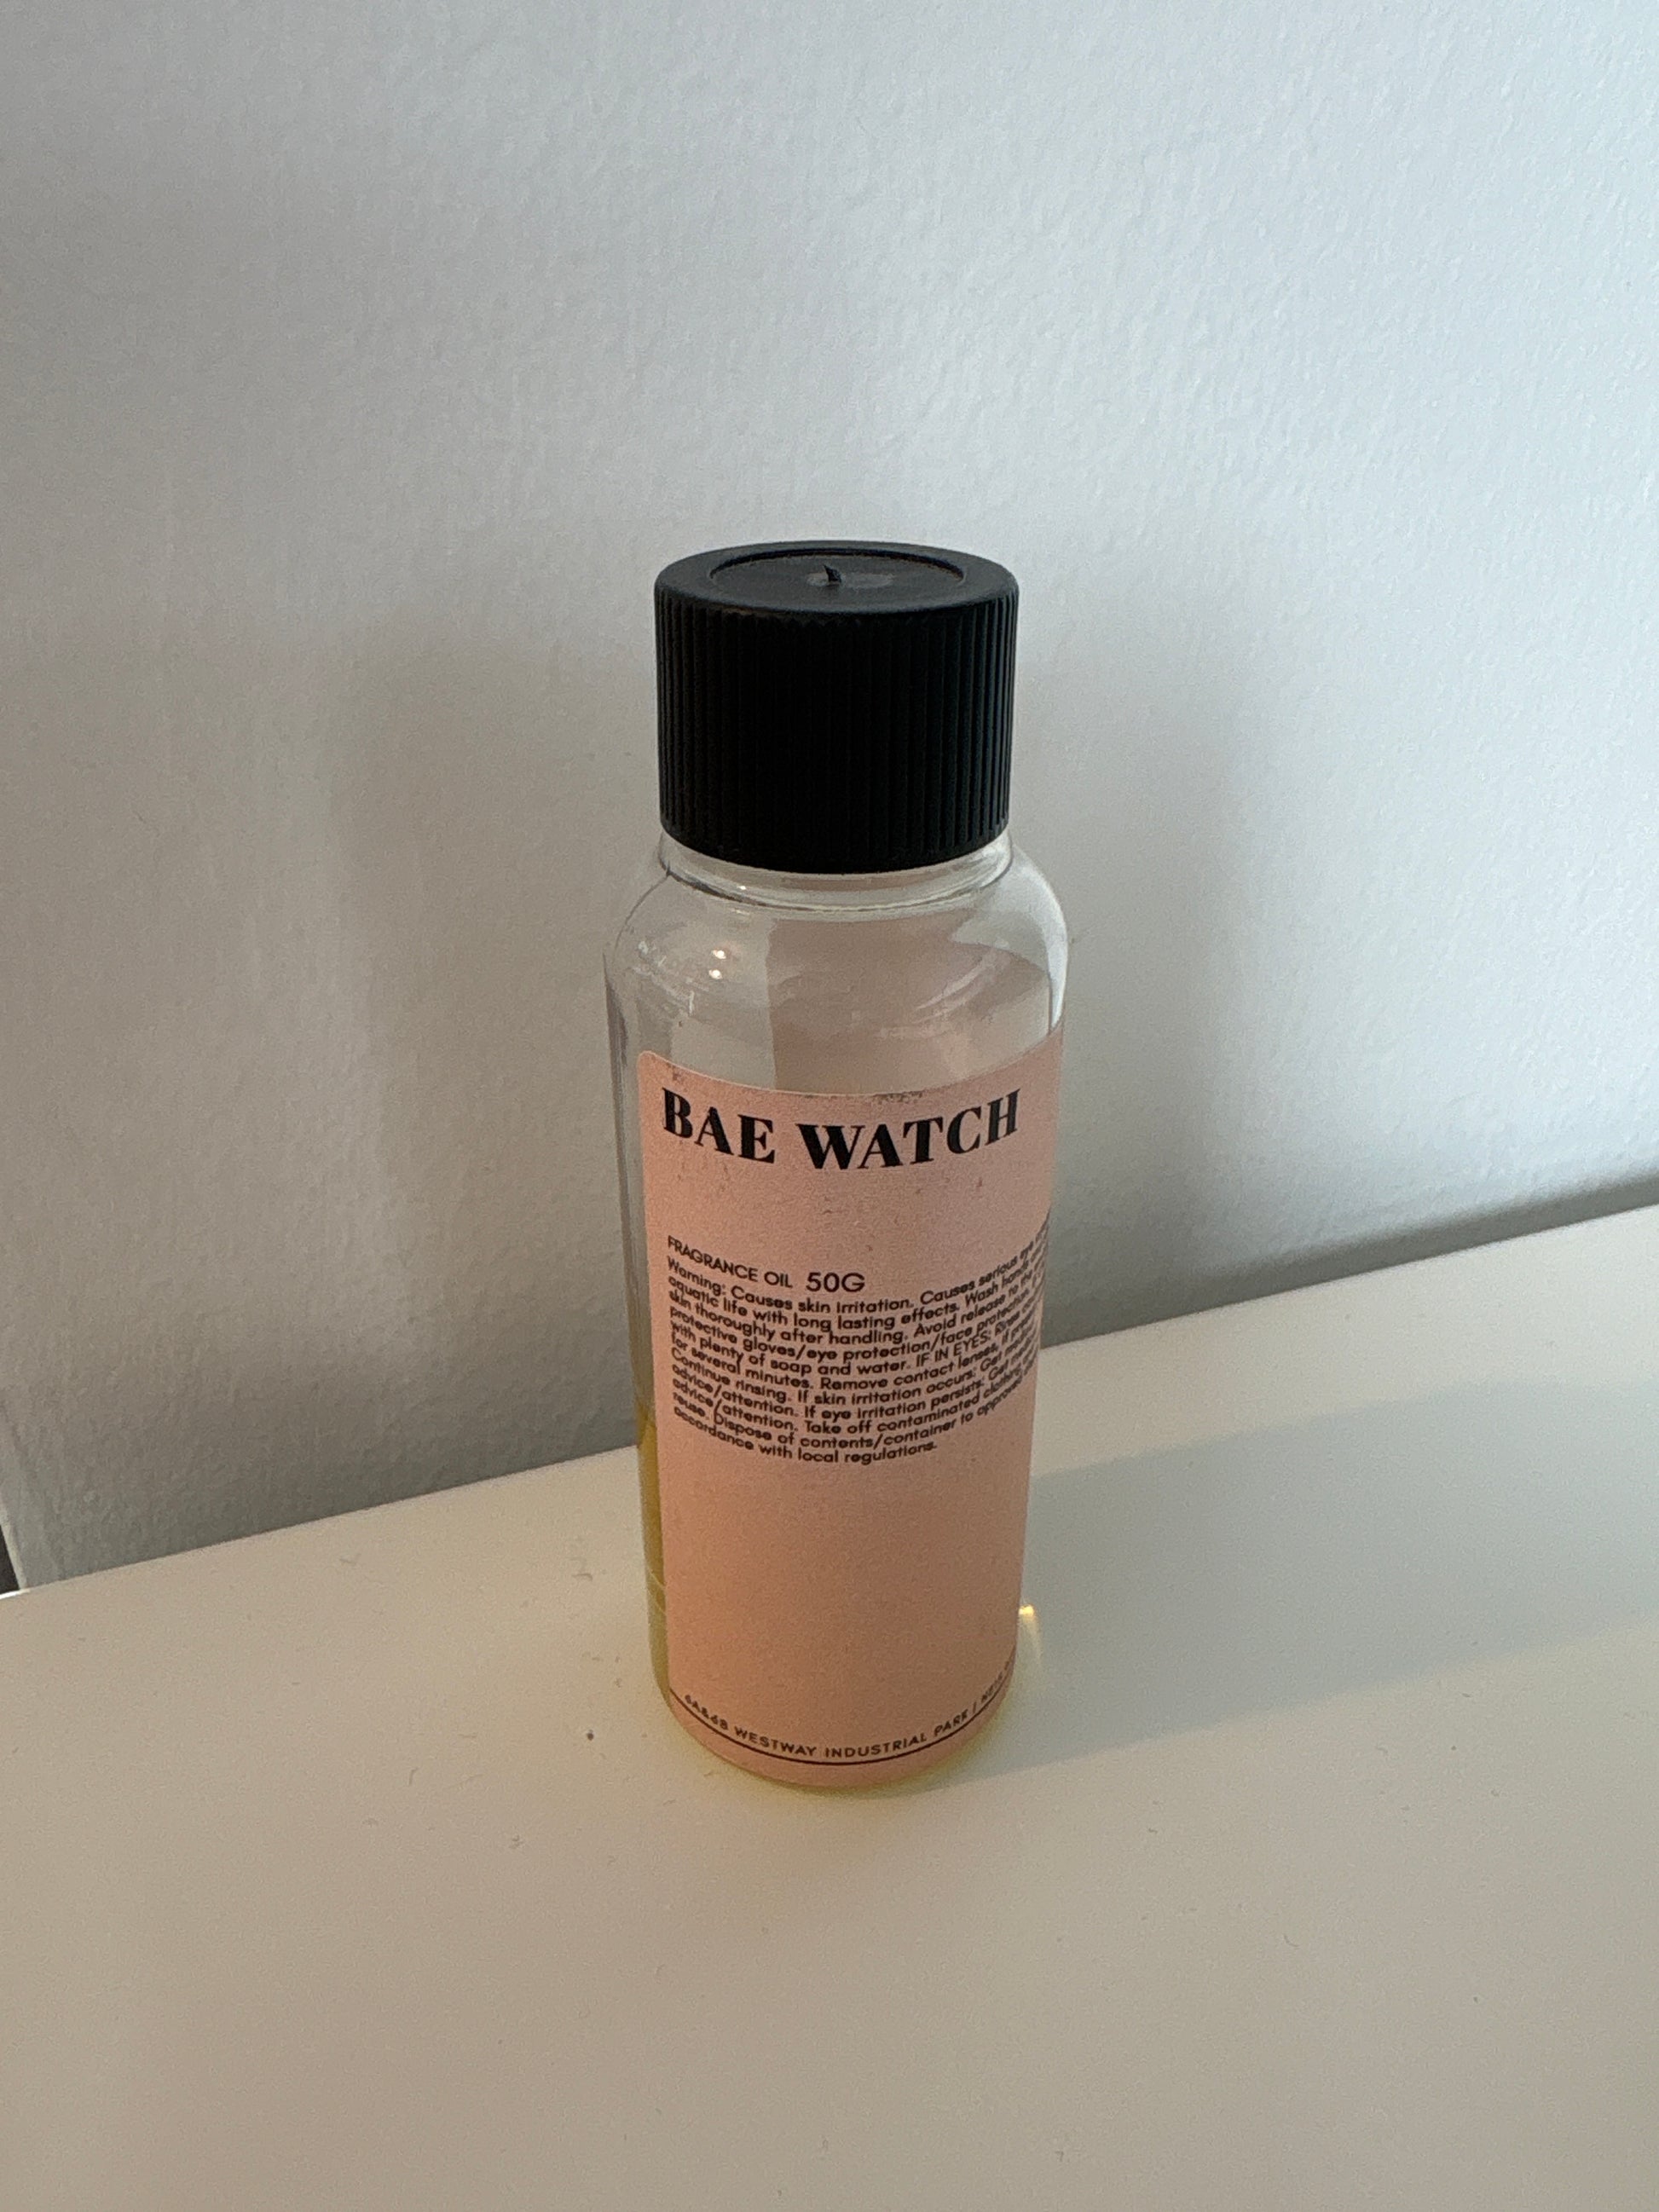 BAE WATCH
FRAGRANCE OIL 50G
Warning: Causes skin irritation. Causes serious eye
aquatic life with long lasting effects. Wash hands
skin thoroughly after handling. Avoid release to the
protective gloves/eye protection/face protection.
with plenty of soap and water. IF IN EYES: Rinse
for several minutes. Remove contact lenses, if
Continue rinsing. If skin irritation occurs: Get
advice/attention. If eye irritation persists: Get
advice/attention. Take off contaminated clothing
reuse. Dispose of contents/container to approved
accordance with local regulations.
6A&6B WESTWAY INDUSTRIAL PARK |